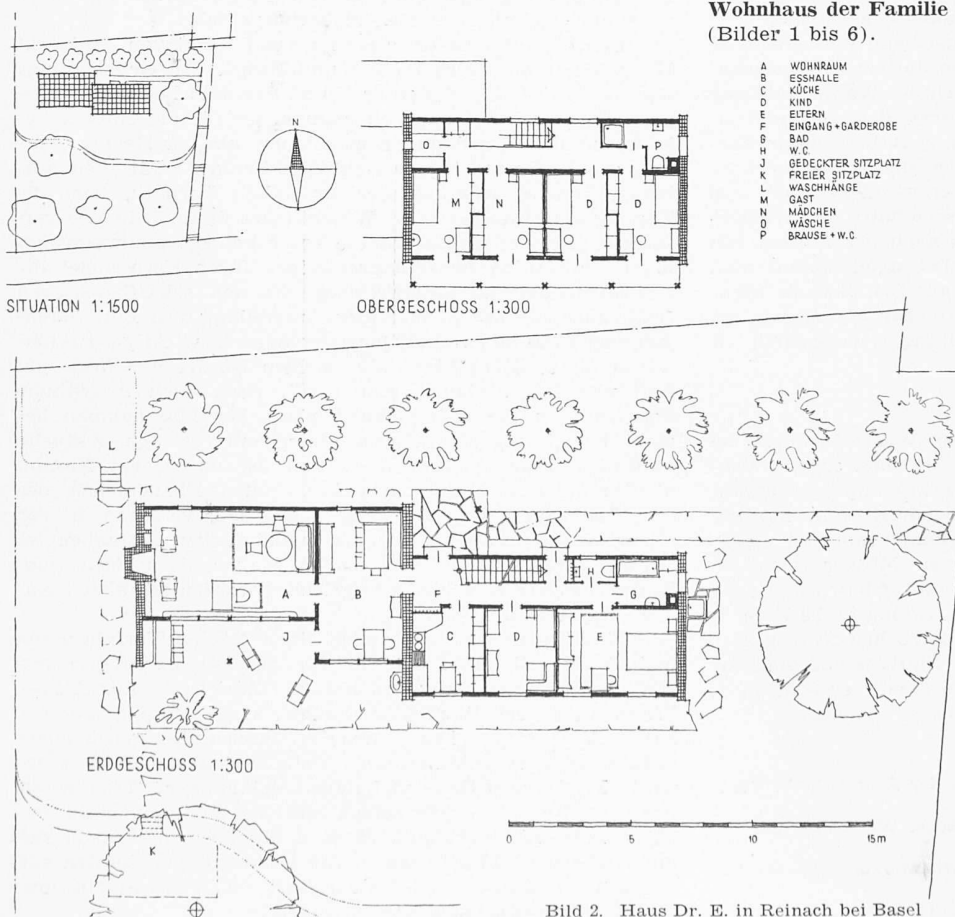 Wohnhaus der Familie
(Bilder 1 bis 6).
A WOHNRAUM
B ESSHALLE
C KÜCHE
D KIND
E ELTERN
F EINGANG+GARDEROBE
G BAD
H W.C.
J GEDECKTER SITZPLATZ
K FREIER SITZPLATZ
L WASCHHÄNGE
M GAST
N MÄDCHEN
O WÄSCHE
P BRAUSE+W.C.
N
O P
M N D D
SITUATION 1:1500
OBERGESCHOSS 1:300
L
H
A B F G
J C D E
ERDGESCHOSS 1:300
K
0 5 10 15 m
Bild 2. Haus Dr. E. in Reinach bei Basel